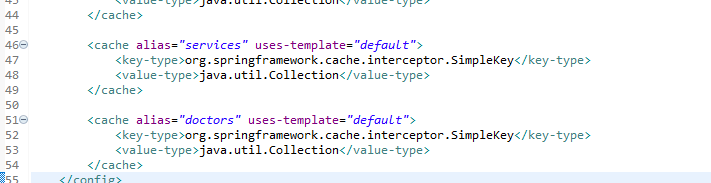 43 <value-type>java.util.Collection</value-type>
44 </cache>
45
46 <cache alias="services" uses-template="default">
47 <key-type>org.springframework.cache.interceptor.SimpleKey</key-type>
48 <value-type>java.util.Collection</value-type>
49 </cache>
50
51 <cache alias="doctors" uses-template="default">
52 <key-type>org.springframework.cache.interceptor.SimpleKey</key-type>
53 <value-type>java.util.Collection</value-type>
54 </cache>
55 </config>